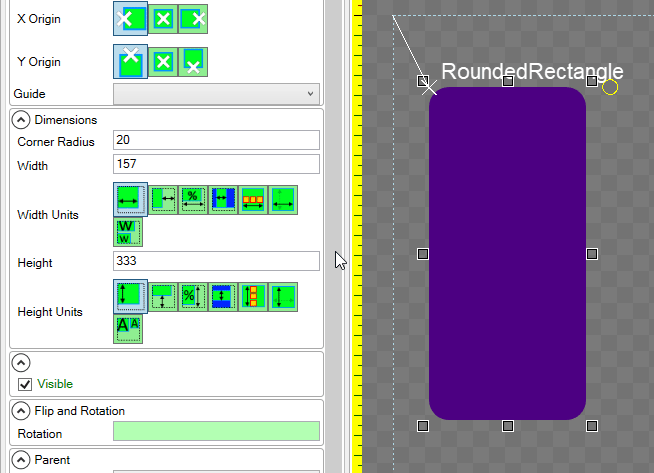 X Origin
Y Origin
Guide
Dimensions
Corner Radius 20
Width 157
Width Units
%
W
W
Height 333
Height Units
%
A A
Visible
Flip and Rotation
Rotation
Parent
RoundedRectangle